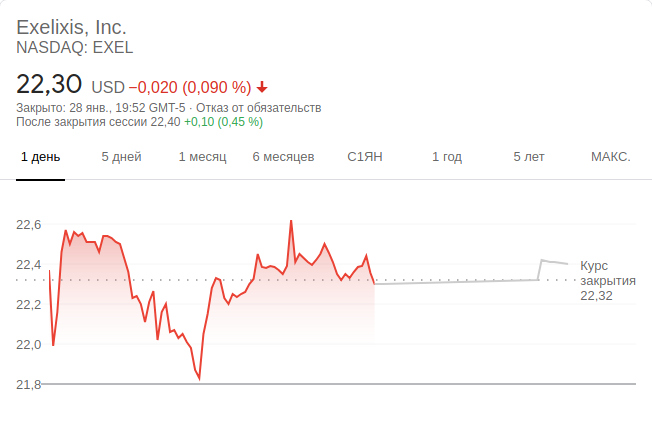 Exelixis, Inc.
NASDAQ: EXEL
22,30 USD −0,020 (0,090 %)
Закрыто: 28 янв., 19:52 GMT-5 · Отказ от обязательств
После закрытия сессии 22,40 +0,10 (0,45 %)
1 день 5 дней 1 месяц 6 месяцев С1ЯН 1 год 5 лет МАКС.
22,6
22,4
22,2
22,0
21,8
Курс
закрытия
22,32